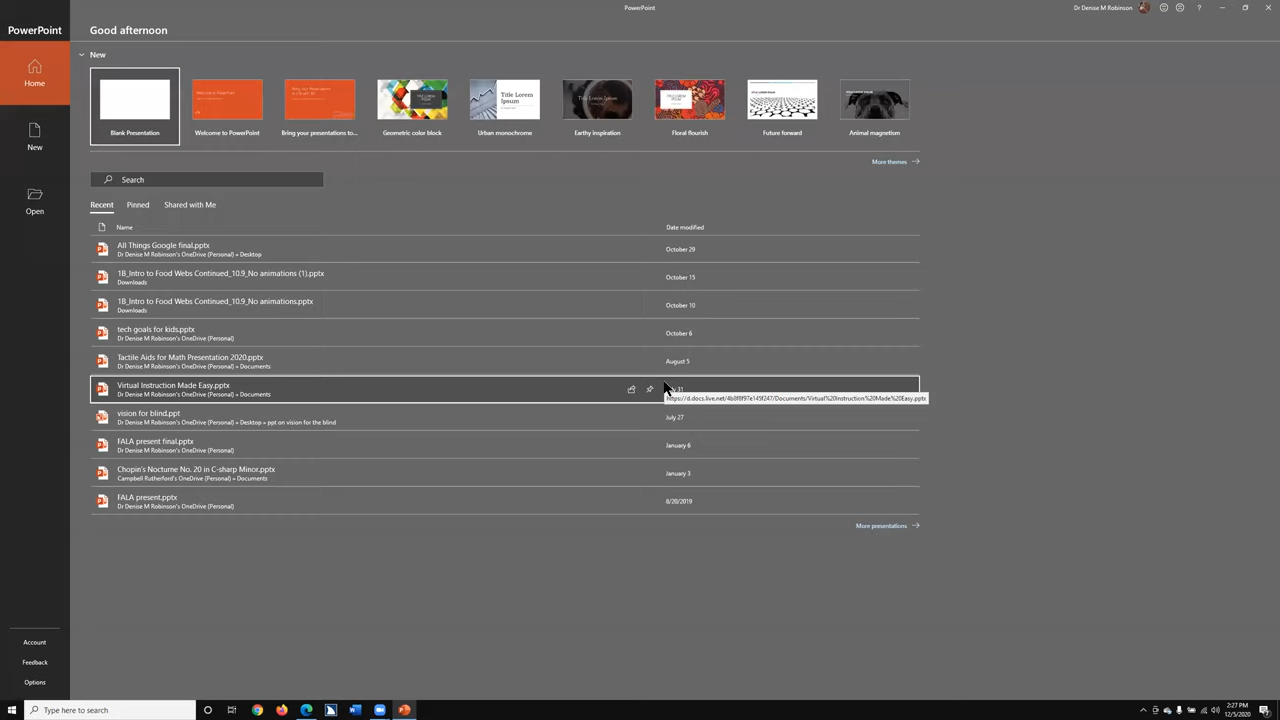 PowerPoint
Dr Denise M Robinson
?
PowerPoint
Good afternoon
Home
New
Open
New
Blank Presentation
Welcome to PowerPoint
Bring your presentations to...
Geometric color block
Title Lorem Ipsum
Urban monochrome
Title Lorem Ipsum
Earthy inspiration
Floral flourish
Future forward
Animal magnetism
More themes
Search
Recent Pinned Shared with Me
Name Date modified
All Things Google final.pptx
Dr Denise M Robinson's OneDrive (Personal) » Desktop
October 29
1B_Intro to Food Webs Continued_10.9_No animations (1).pptx
Downloads
October 15
1B_Intro to Food Webs Continued_10.9_No animations.pptx
Downloads
October 10
tech goals for kids.pptx
Dr Denise M Robinson's OneDrive (Personal)
October 6
Tactile Aids for Math Presentation 2020.pptx
Dr Denise M Robinson's OneDrive (Personal) » Documents
August 5
Virtual Instruction Made Easy.pptx
Dr Denise M Robinson's OneDrive (Personal) » Documents
31
vision for blind.ppt
Dr Denise M Robinson's OneDrive (Personal) » Desktop » ppt on vision for the blind
July 27
FALA present final.pptx
Dr Denise M Robinson's OneDrive (Personal)
January 6
Chopin's Nocturne No. 20 in C-sharp Minor.pptx
Campbell Rutherford's OneDrive (Personal) » Documents
January 3
FALA present.pptx
Dr Denise M Robinson's OneDrive (Personal)
8/20/2019
More presentations
Account
Feedback
Options
Type here to search
2:27 PM
12/5/2020